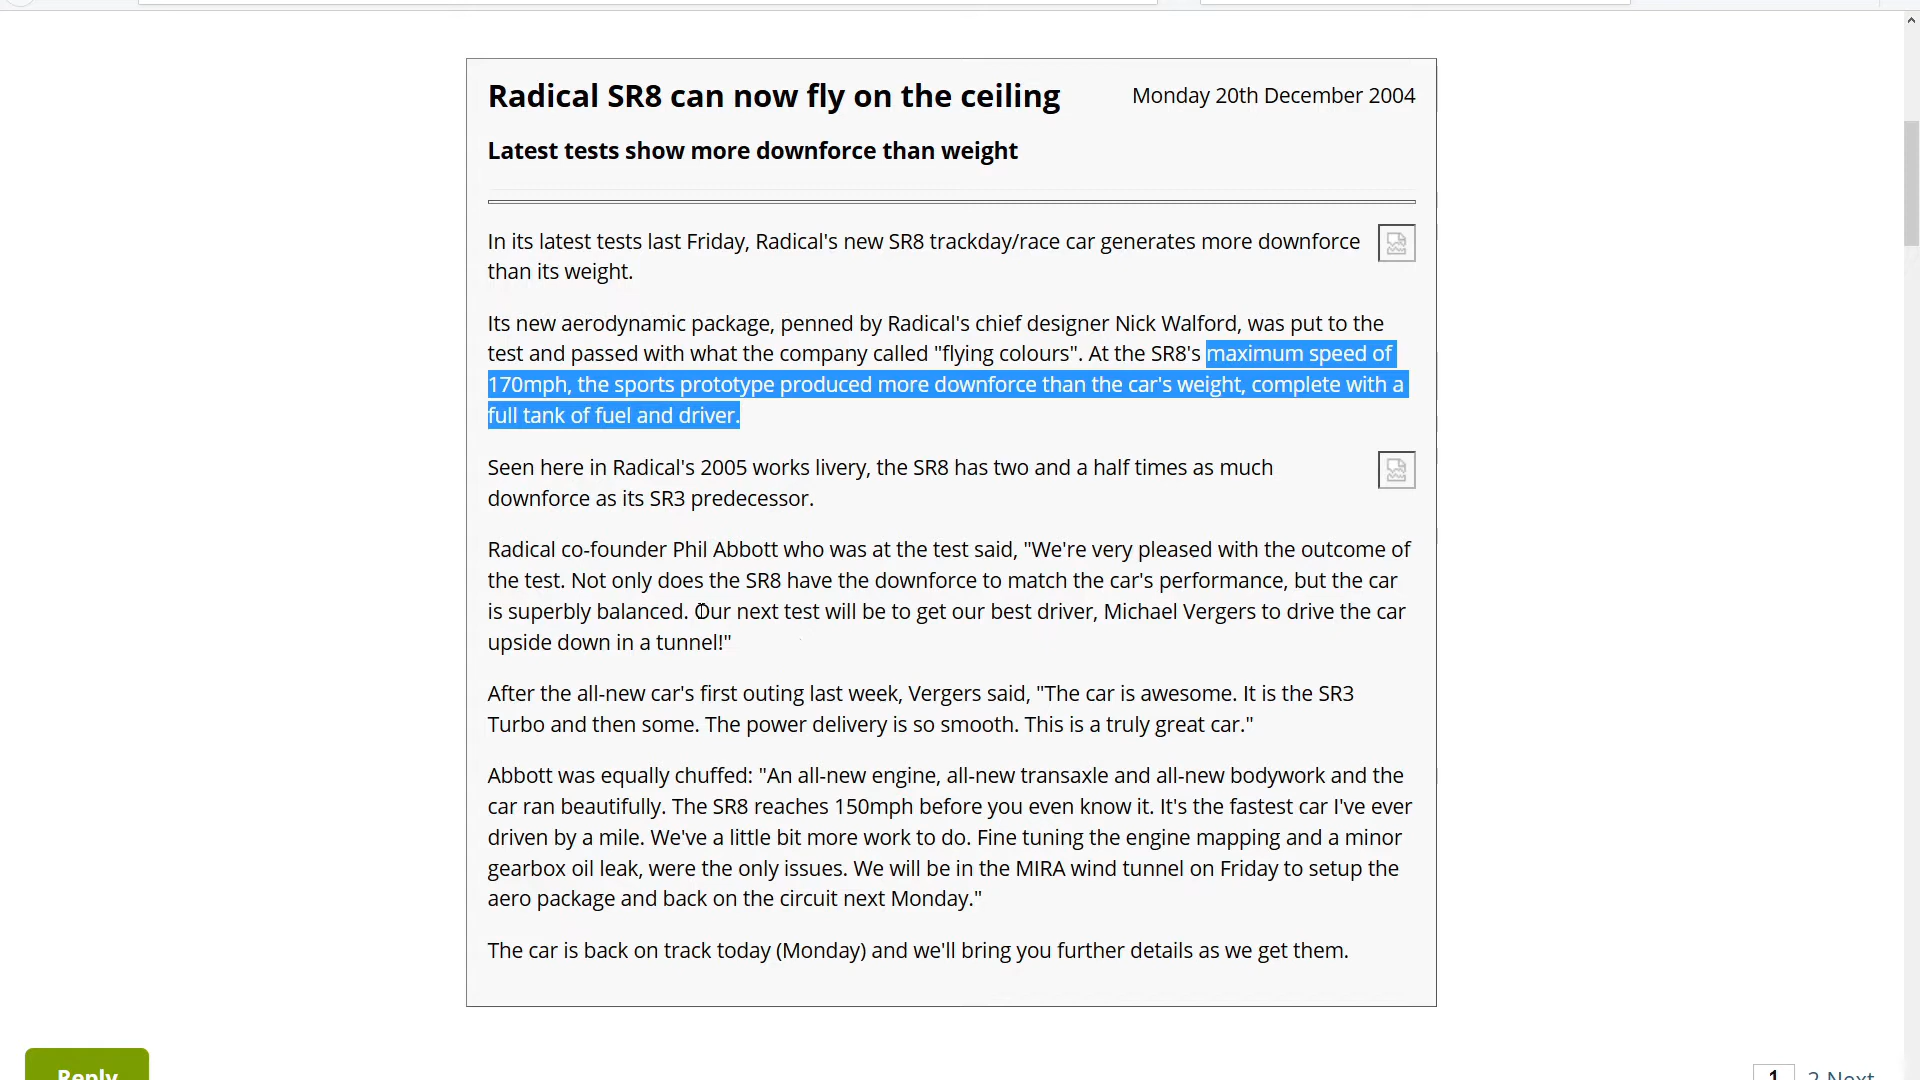 Radical SR8 can now fly on the ceiling
Monday 20th December 2004
Latest tests show more downforce than weight
In its latest tests last Friday, Radical's new SR8 trackday/race car generates more downforce
than its weight.
Its new aerodynamic package, penned by Radical's chief designer Nick Walford, was put to the
test and passed with what the company called "flying colours". At the SR8's maximum speed of
170mph, the sports prototype produced more downforce than the car's weight, complete with a
full tank of fuel and driver.
Seen here in Radical's 2005 works livery, the SR8 has two and a half times as much
downforce as its SR3 predecessor.
Radical co-founder Phil Abbott who was at the test said, "We're very pleased with the outcome of
the test. Not only does the SR8 have the downforce to match the car's performance, but the car
is superbly balanced. Our next test will be to get our best driver, Michael Vergers to drive the car
upside down in a tunnel!"
After the all-new car's first outing last week, Vergers said, "The car is awesome. It is the SR3
Turbo and then some. The power delivery is so smooth. This is a truly great car."
Abbott was equally chuffed: "An all-new engine, all-new transaxle and all-new bodywork and the
car ran beautifully. The SR8 reaches 150mph before you even know it. It's the fastest car I've ever
driven by a mile. We've a little bit more work to do. Fine tuning the engine mapping and a minor
gearbox oil leak, were the only issues. We will be in the MIRA wind tunnel on Friday to setup the
aero package and back on the circuit next Monday."
The car is back on track today (Monday) and we'll bring you further details as we get them.
Reply
1 2 Next